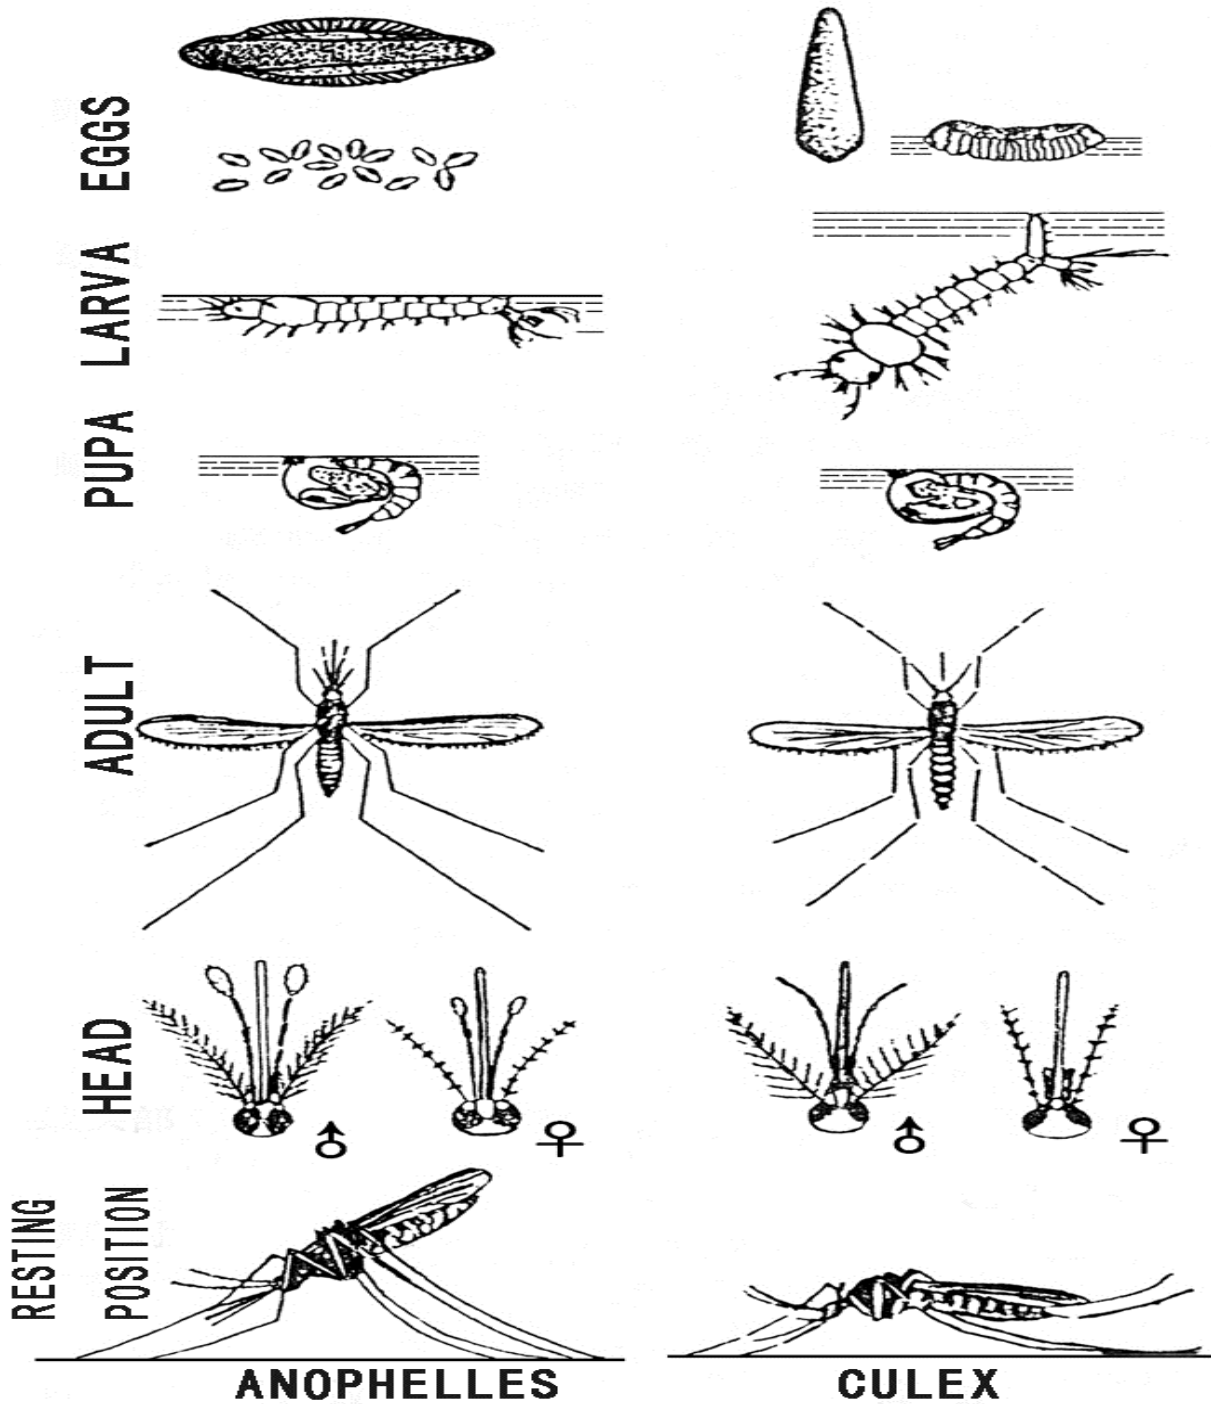 EGGS
LARVA
PUPA
ADULT
HEAD
♂ ♀ ♂ ♀
RESTING
POSITION
ANOPHELLES CULEX